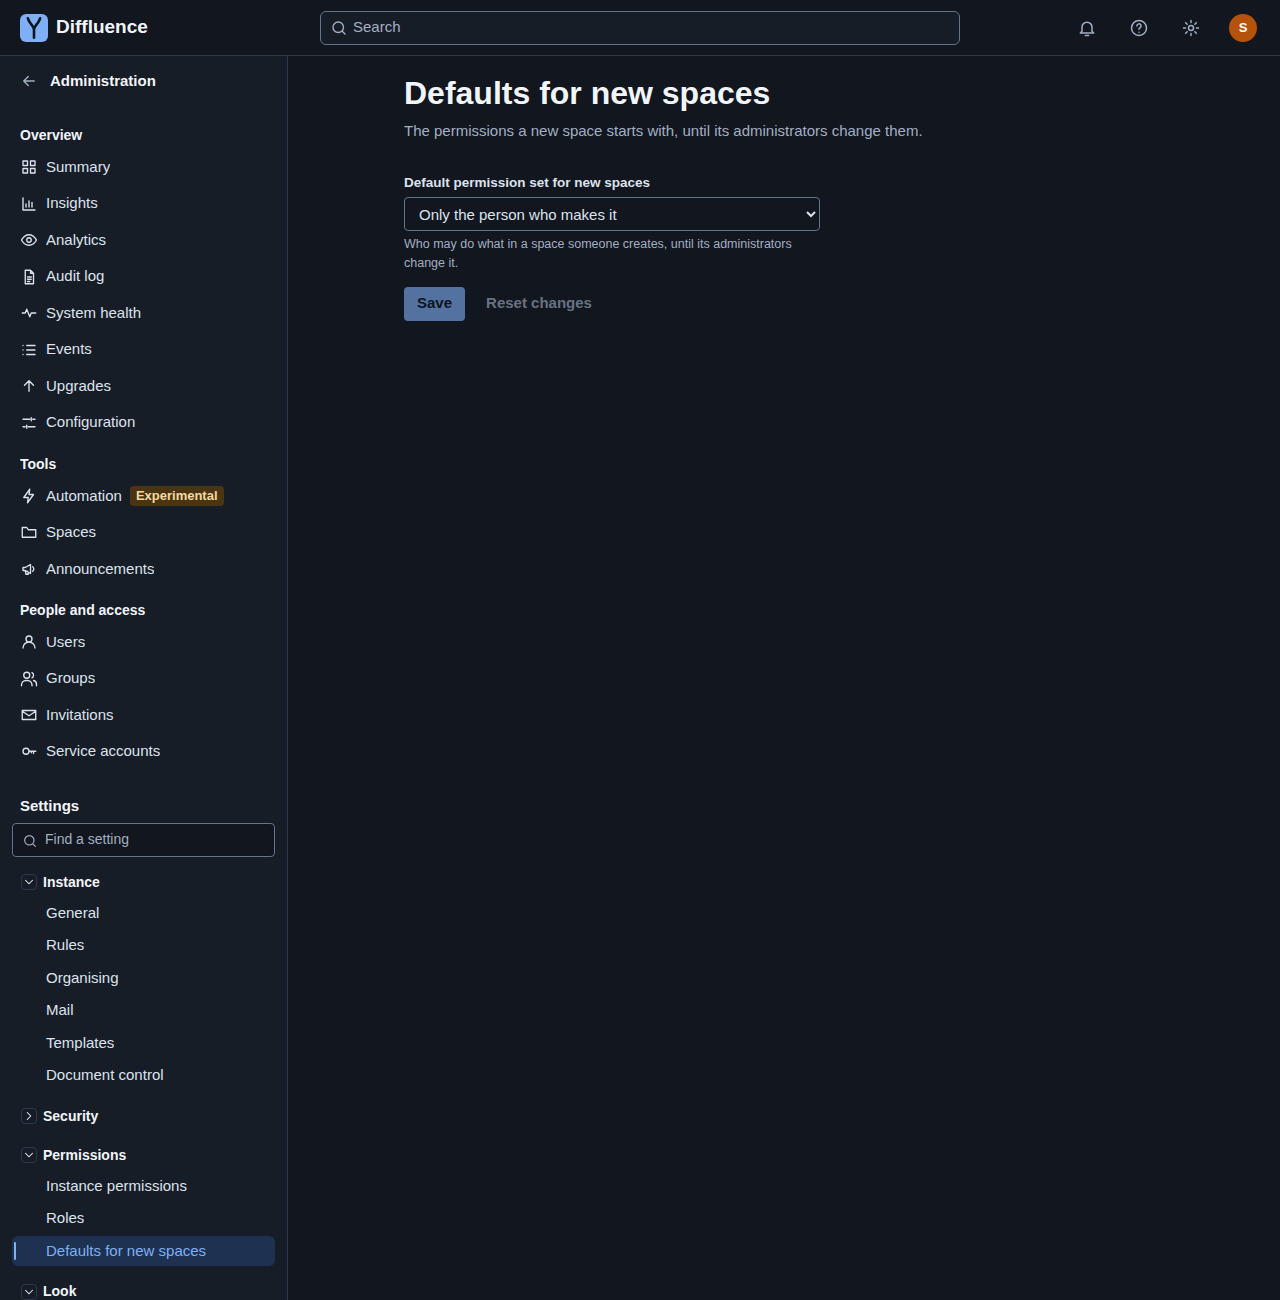 Diffluence
Search
S
Administration
Overview
Summary
Insights
Analytics
Audit log
System health
Events
Upgrades
Configuration
Tools
Automation Experimental
Spaces
Announcements
People and access
Users
Groups
Invitations
Service accounts
Settings
Find a setting
Instance
General
Rules
Organising
Mail
Templates
Document control
Security
Permissions
Instance permissions
Roles
Defaults for new spaces
Look
Defaults for new spaces
The permissions a new space starts with, until its administrators change them.
Default permission set for new spaces
Only the person who makes it
Who may do what in a space someone creates, until its administrators
change it.
Save Reset changes